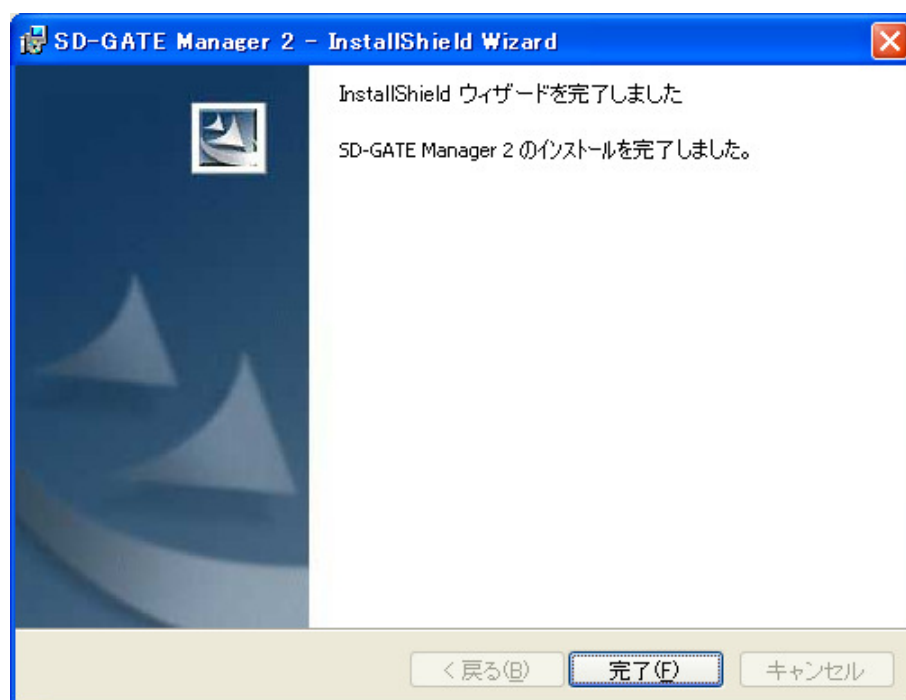 SD-GATE Manager 2 - InstallShield Wizard
InstallShield ウィザードを完了しました
SD-GATE Manager 2 のインストールを完了しました。
< 戻る(B)
完了(F)
キャンセル